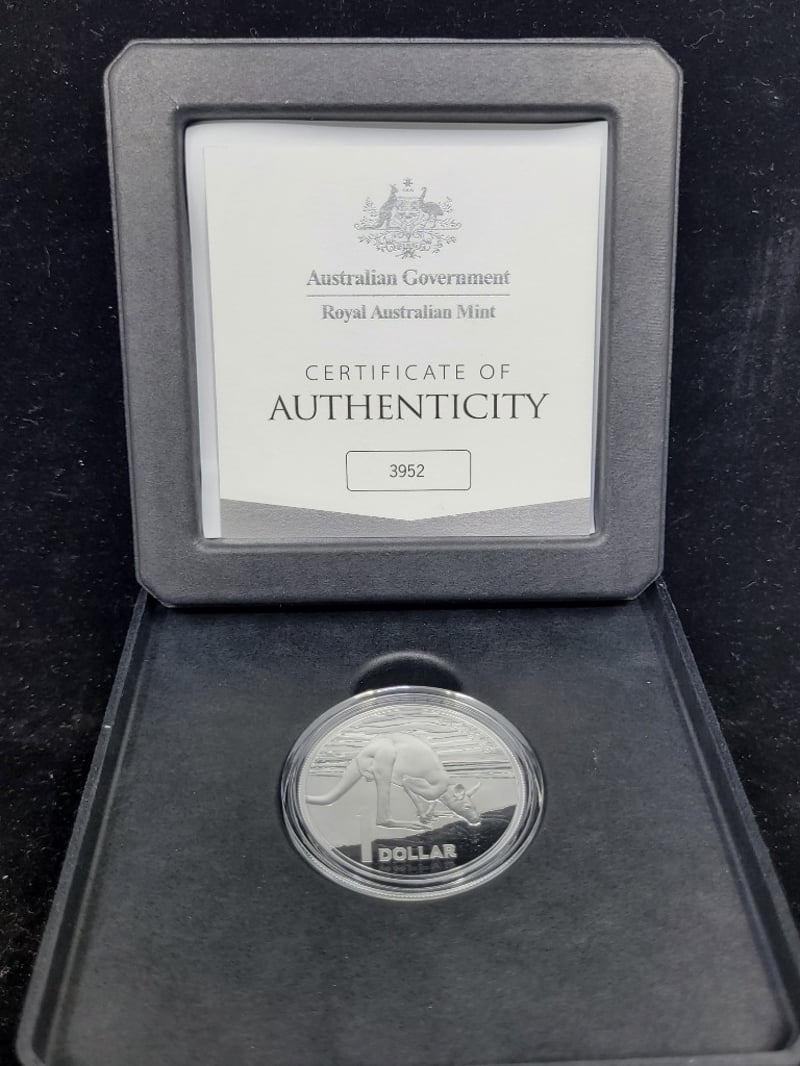 Australian Government
Royal Australian Mint
CERTIFICATE OF
AUTHENTICITY
3952
1 DOLLAR